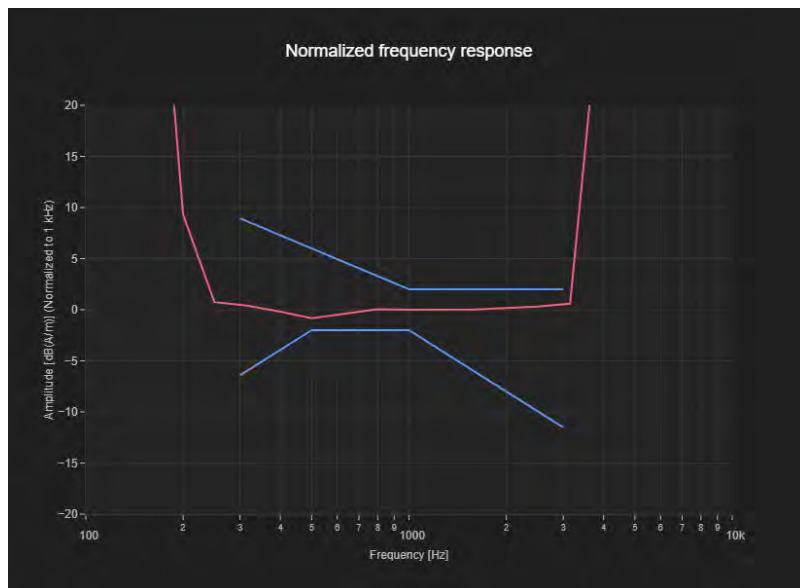 Normalized frequency response
Amplitude [dB(A/m)] (Normalized to 1 kHz)
20
15
10
5
0
−5
−10
−15
−20
100 2 3 4 5 6 7 8 9 1000 2 3 4 5 6 7 8 9 10k
Frequency [Hz]